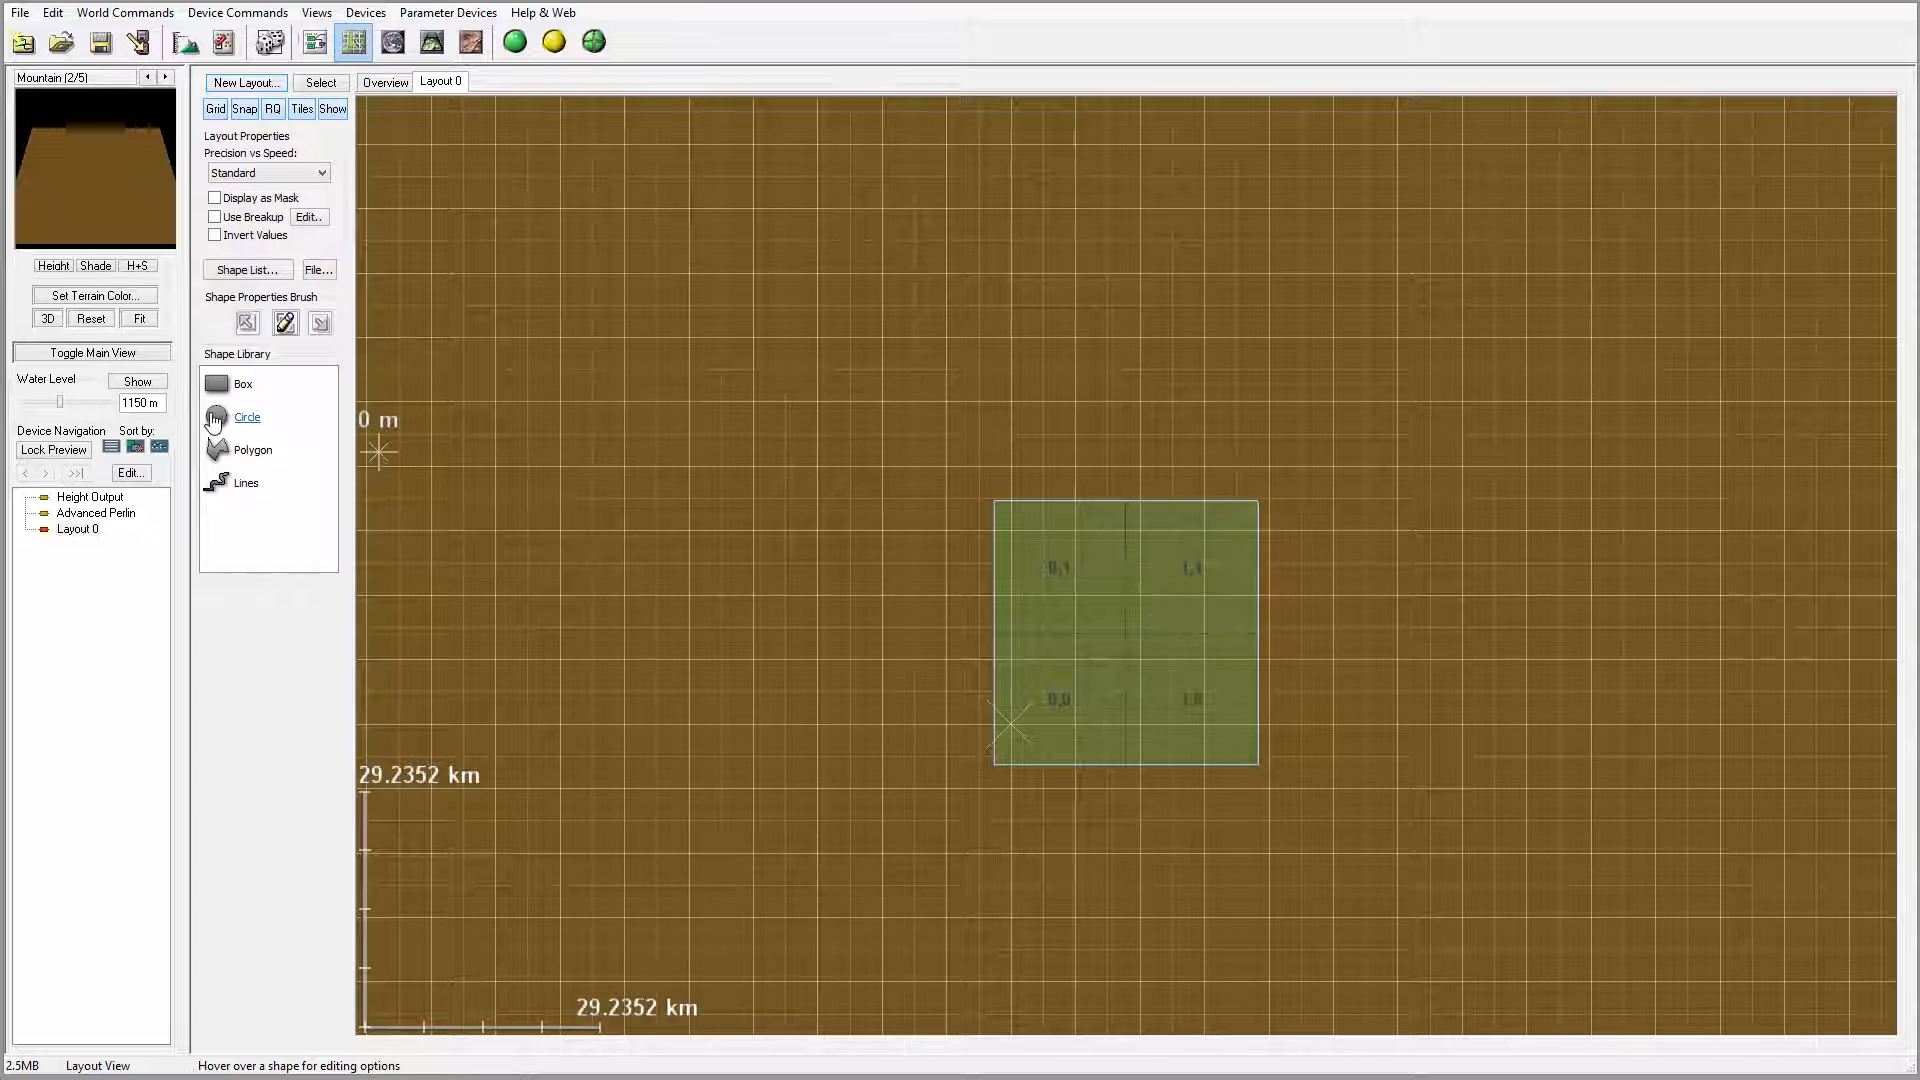 File Edit World Commands Device Commands Views Devices Parameter Devices Help & Web
Mountain (2/5)
New Layout... Select
Overview Layout 0
Grid Snap RQ Tiles Show
Layout Properties
Precision vs Speed:
Standard
Display as Mask
Use Breakup Edit..
Invert Values
Height Shade H+S
Shape List... File...
Set Terrain Color...
Shape Properties Brush
3D Reset Fit
Toggle Main View
Shape Library
Water Level Show
1150 m
Box
Circle
Polygon
Lines
Device Navigation Sort by:
Lock Preview
< > >>| Edit...
Height Output
Advanced Perlin
Layout 0
0 m
0,1 1,1
0,0
29.2352 km
29.2352 km
2.5MB Layout View Hover over a shape for editing options